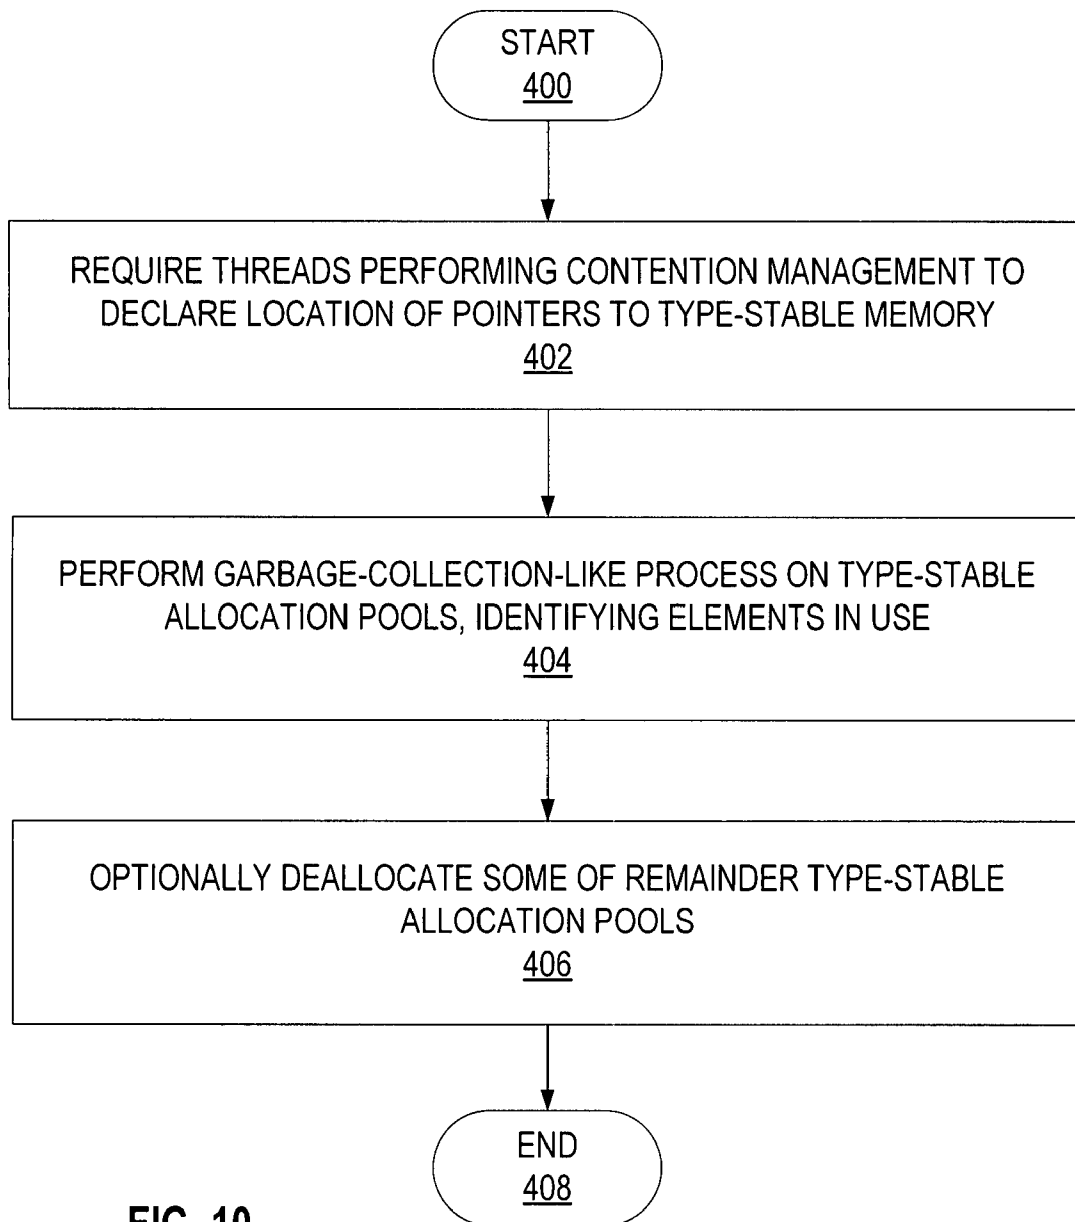 START
400
REQUIRE THREADS PERFORMING CONTENTION MANAGEMENT TO
DECLARE LOCATION OF POINTERS TO TYPE-STABLE MEMORY
402
PERFORM GARBAGE-COLLECTION-LIKE PROCESS ON TYPE-STABLE
ALLOCATION POOLS, IDENTIFYING ELEMENTS IN USE
404
OPTIONALLY DEALLOCATE SOME OF REMAINDER TYPE-STABLE
ALLOCATION POOLS
406
END
408
FIG. 10